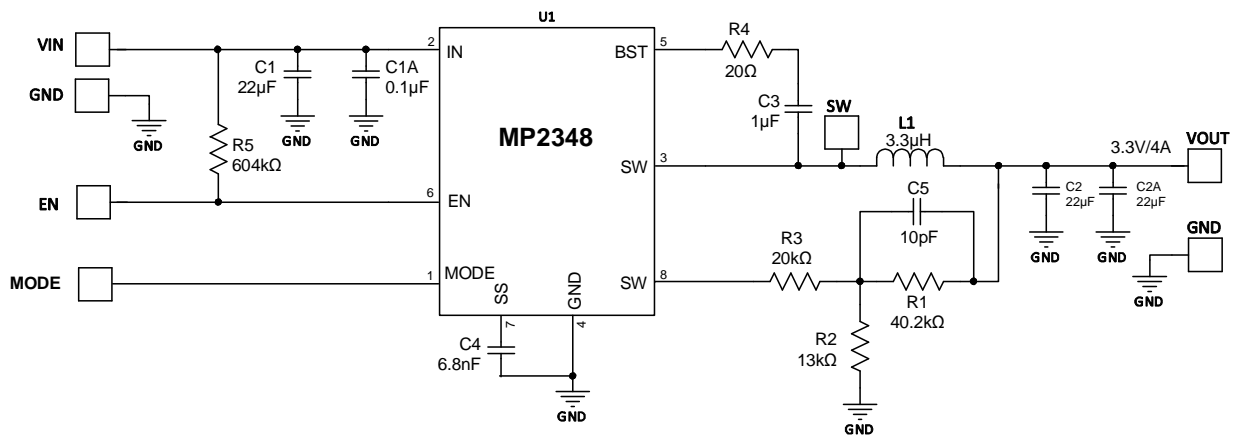 U1
VIN
2
IN
BST
5
R4
20Ω
C1
22µF
C1A
0.1µF
GND
GND
GND
GND
R5
604kΩ
MP2348
C3
1µF
SW
L1
3.3µH
3.3V/4A
VOUT
SW
3
EN
6
EN
C5
10pF
C2
22µF
C2A
22µF
GND
GND
GND
GND
R3
20kΩ
MODE
1
MODE
SS
GND
SW
8
R1
40.2kΩ
7
4
C4
6.8nF
R2
13kΩ
GND
GND